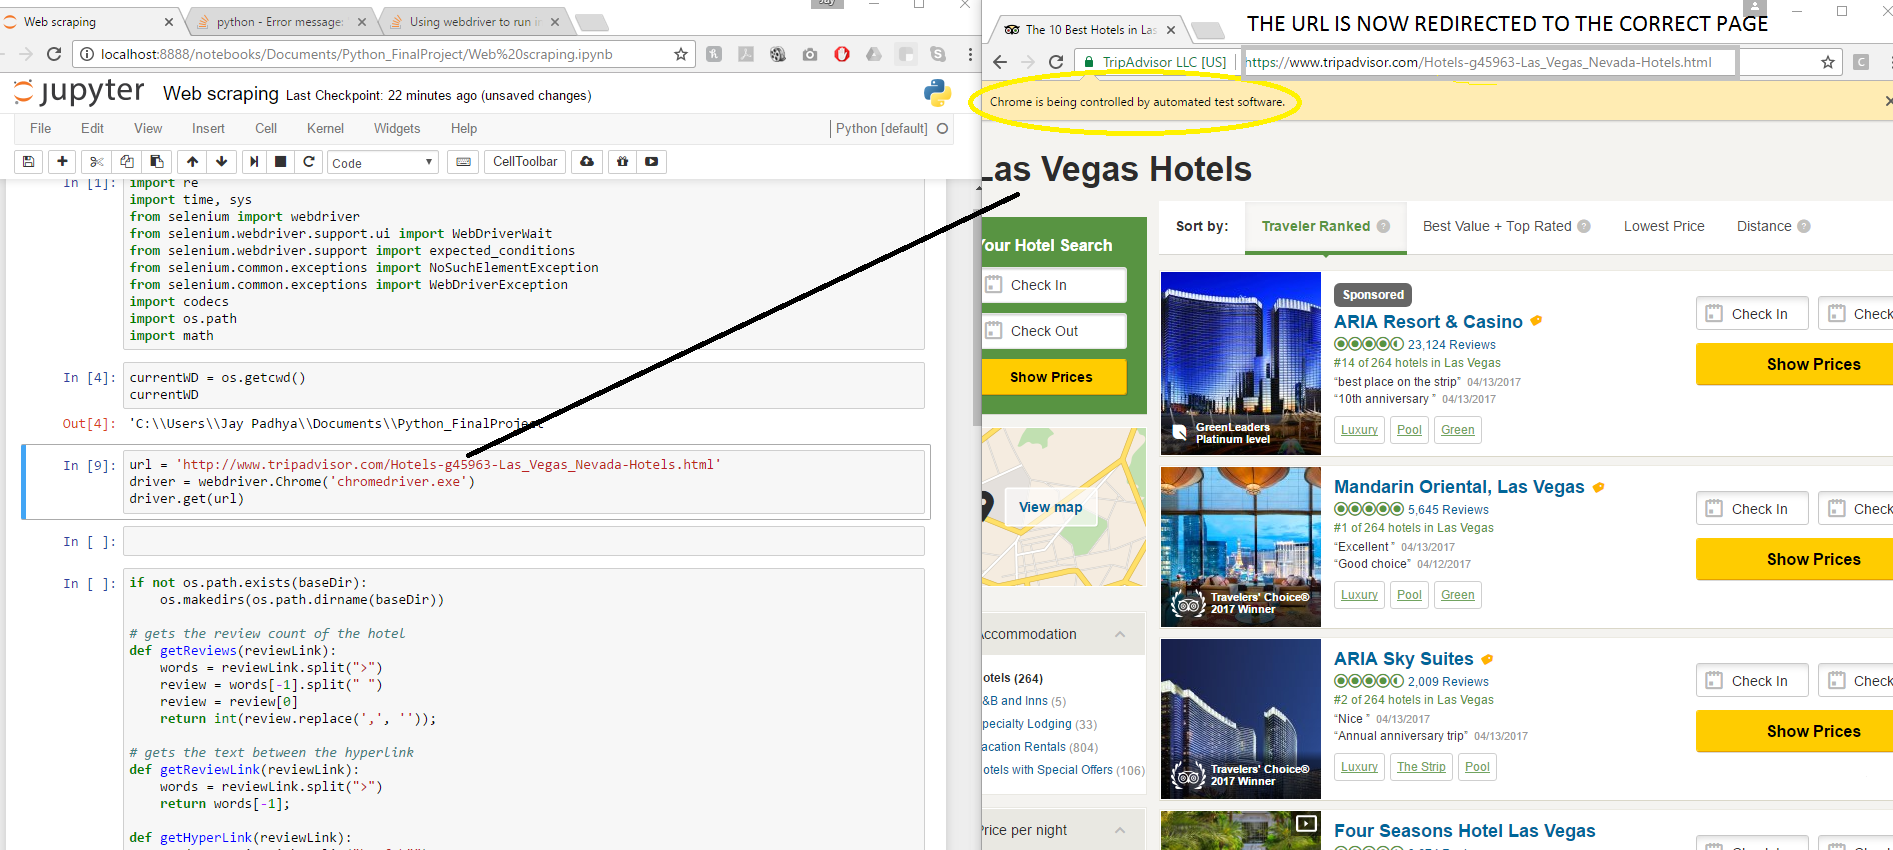 Web scraping
python - Error message:
Using webdriver to run in
Jay
localhost:8888/notebooks/Documents/Python_FinalProject/Web%20scraping.ipynb
jupyter Web scraping Last Checkpoint: 22 minutes ago (unsaved changes)
File Edit View Insert Cell Kernel Widgets Help Python [default]
Code CellToolbar
In [1]: import re
import time, sys
from selenium import webdriver
from selenium.webdriver.support.ui import WebDriverWait
from selenium.webdriver.support import expected_conditions
from selenium.common.exceptions import NoSuchElementException
from selenium.common.exceptions import WebDriverException
import codecs
import os.path
import math
In [4]: currentWD = os.getcwd()
currentWD
Out[4]: 'C:\\Users\\Jay Padhya\\Documents\\Python_FinalProject
In [9]: url = 'http://www.tripadvisor.com/Hotels-g45963-Las_Vegas_Nevada-Hotels.html'
driver = webdriver.Chrome('chromedriver.exe')
driver.get(url)
In [ ]:
In [ ]: if not os.path.exists(baseDir):
    os.makedirs(os.path.dirname(baseDir))
# gets the review count of the hotel
def getReviews(reviewLink):
    words = reviewLink.split(">")
    review = words[-1].split(" ")
    review = review[0]
    return int(review.replace(',', ''));
# gets the text between the hyperlink
def getReviewLink(reviewLink):
    words = reviewLink.split(">")
    return words[-1];
def getHyperLink(reviewLink):
The 10 Best Hotels in Las
THE URL IS NOW REDIRECTED TO THE CORRECT PAGE
TripAdvisor LLC [US] https://www.tripadvisor.com/Hotels-g45963-Las_Vegas_Nevada-Hotels.html
C
Chrome is being controlled by automated test software.
Las Vegas Hotels
Your Hotel Search
Check In
Check Out
Show Prices
View map
Accommodation
otels (264)
&B and Inns (5)
pecialty Lodging (33)
acation Rentals (804)
otels with Special Offers (106)
Price per night
Sort by: Traveler Ranked ? Best Value + Top Rated ? Lowest Price Distance ?
Sponsored
ARIA Resort & Casino
23,124 Reviews
#14 of 264 hotels in Las Vegas
“best place on the strip” 04/13/2017
“10th anniversary ” 04/13/2017
Luxury Pool Green
GreenLeaders
Platinum level
Check In Check
Show Prices
Mandarin Oriental, Las Vegas
5,645 Reviews
#1 of 264 hotels in Las Vegas
“Excellent ” 04/13/2017
“Good choice” 04/12/2017
Luxury Pool Green
Travelers' Choice®
2017 Winner
Check In Check
Show Prices
ARIA Sky Suites
2,009 Reviews
#2 of 264 hotels in Las Vegas
“Nice ” 04/13/2017
“Annual anniversary trip” 04/13/2017
Luxury The Strip Pool
Travelers' Choice®
2017 Winner
Check In Check
Show Prices
Four Seasons Hotel Las Vegas